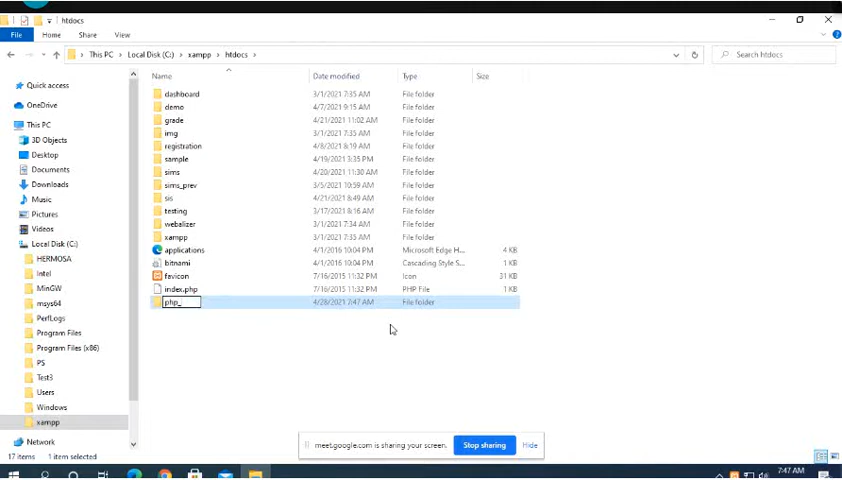 htdocs
File Home Share View
This PC Local Disk (C:) xampp htdocs Search htdocs
Name Date modified Type Size
Quick access
OneDrive
This PC
3D Objects
Desktop
Documents
Downloads
Music
Pictures
Videos
Local Disk (C:)
HERMOSA
Intel
MinGW
msys64
PerfLogs
Program Files
Program Files (x86)
PS
Test3
Users
Windows
xampp
Network
dashboard 3/1/2021 7:35 AM File folder
demo 4/7/2021 9:15 AM File folder
grade 4/21/2021 11:02 AM File folder
img 3/1/2021 7:35 AM File folder
registration 4/8/2021 8:19 AM File folder
sample 4/19/2021 3:35 PM File folder
sims 4/20/2021 11:30 AM File folder
sims_prev 3/5/2021 10:59 AM File folder
sis 4/21/2021 8:49 AM File folder
testing 3/17/2021 8:16 AM File folder
webalizer 3/1/2021 7:34 AM File folder
xampp 3/1/2021 7:35 AM File folder
applications 4/1/2016 10:04 PM Microsoft Edge H... 4 KB
bitnami 4/1/2016 10:04 PM Cascading Style S... 1 KB
favicon 7/16/2015 11:32 PM Icon 31 KB
index.php 7/16/2015 11:32 PM PHP File 1 KB
php_ 4/28/2021 7:47 AM File folder
meet.google.com is sharing your screen. Stop sharing Hide
17 items 1 item selected
7:47 AM